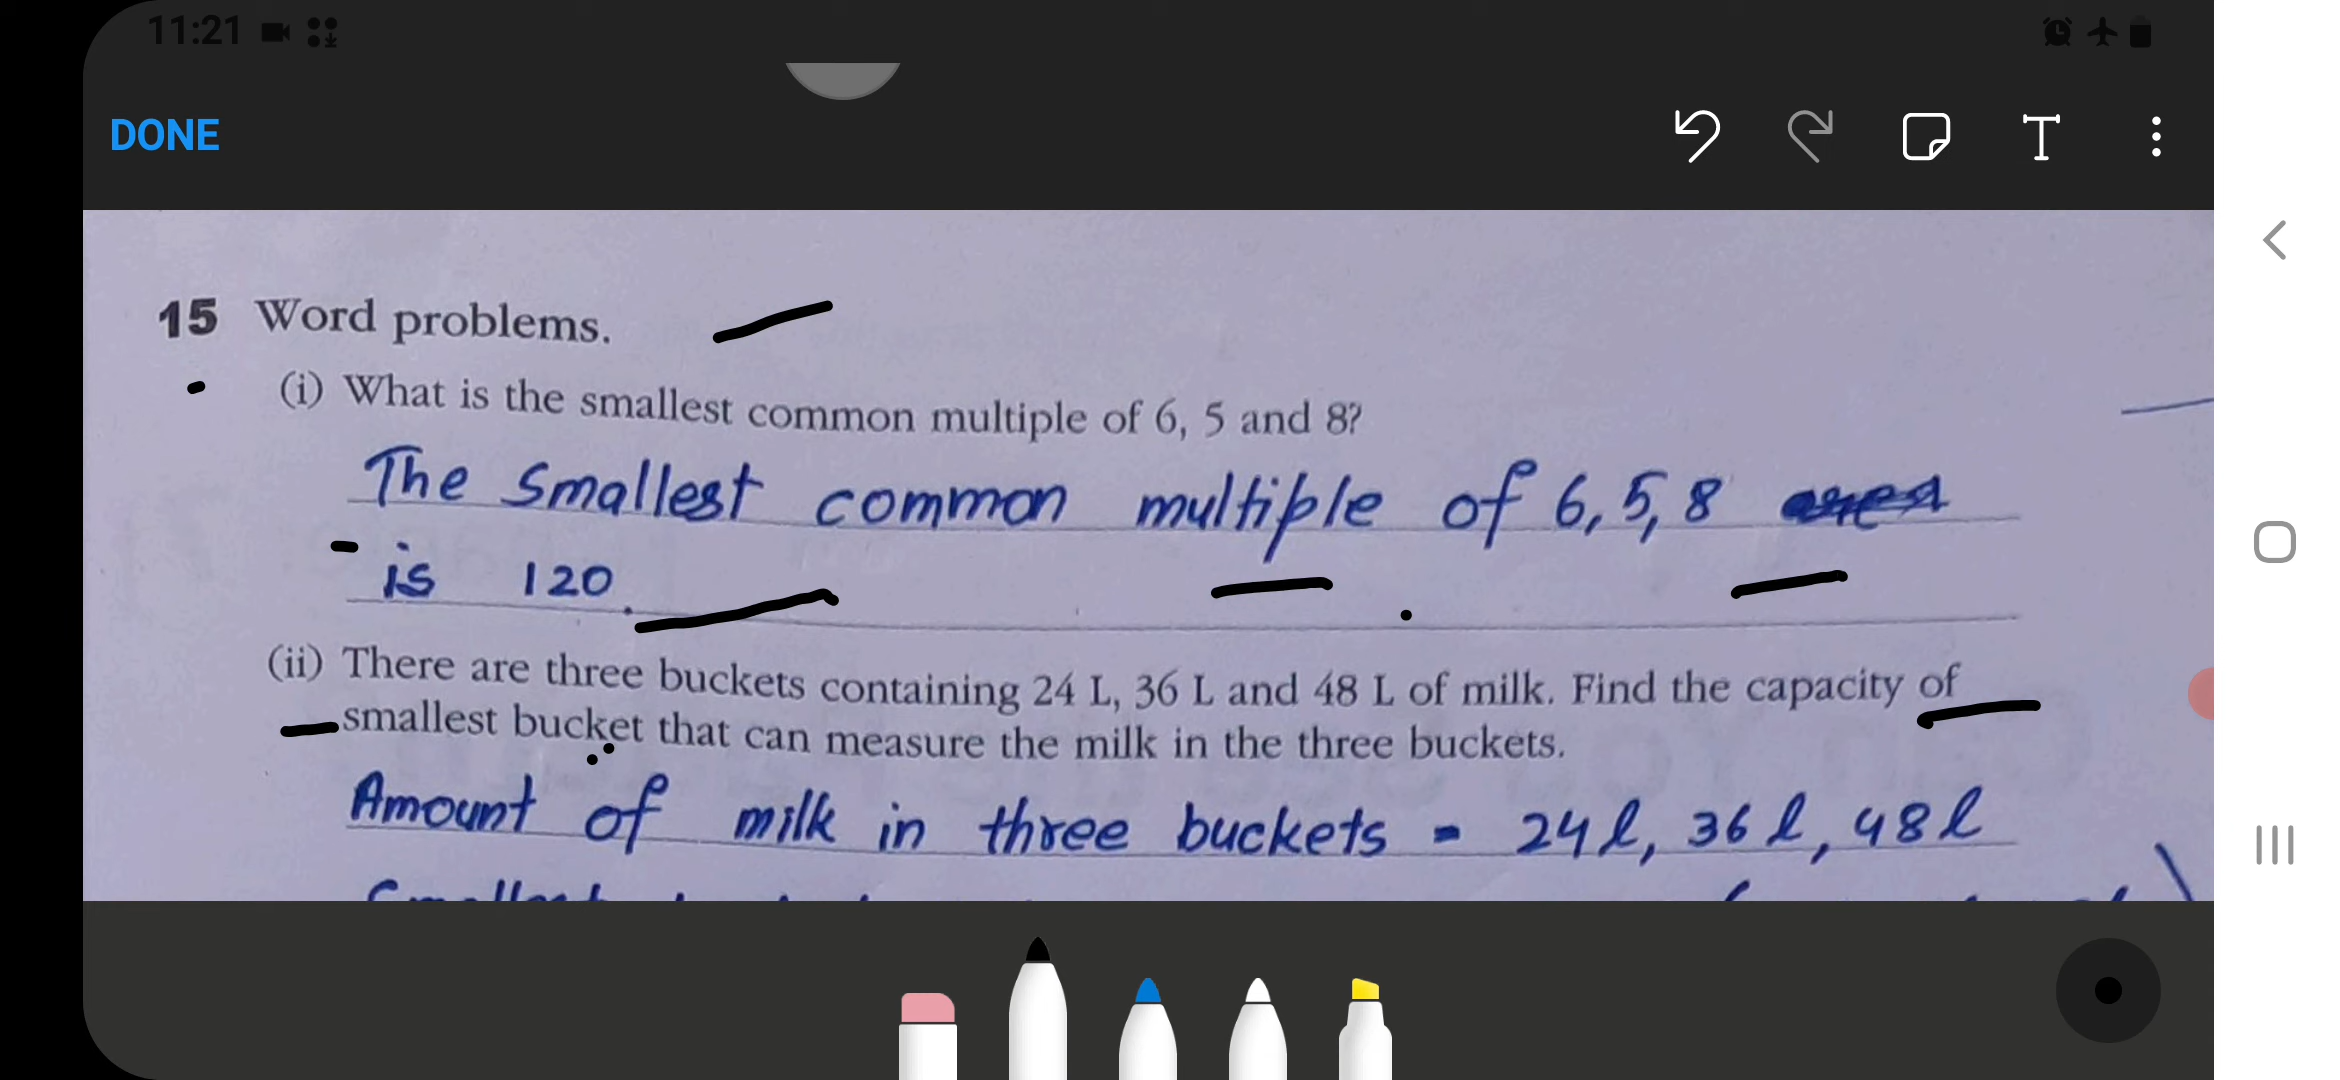 11:21
DONE
T
15 Word problems.
(i) What is the smallest common multiple of 6, 5 and 8?
The Smallest common multiple of 6, 5, 8
is 120.
(ii) There are three buckets containing 24 L, 36 L and 48 L of milk. Find the capacity of
smallest bucket that can measure the milk in the three buckets.
Amount of milk in three buckets = 24 l, 36 l, 48 l